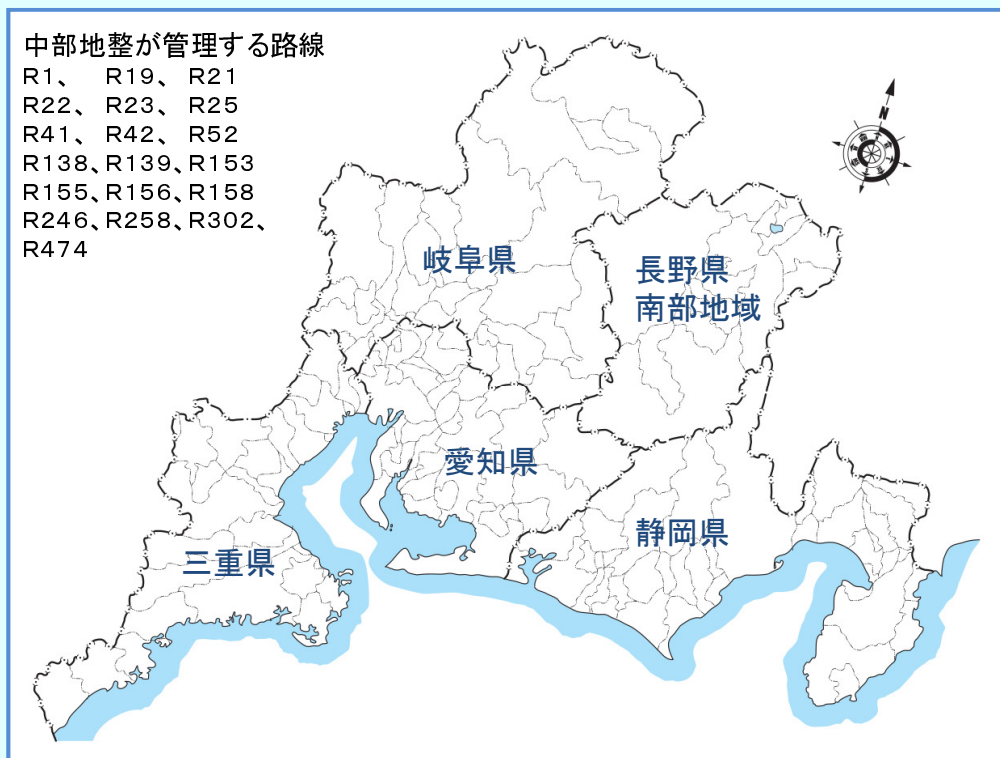 中部地整が管理する路線
R1、 R19、 R21
R22、 R23、 R25
R41、 R42、 R52
R138、R139、R153
R155、R156、R158
R246、R258、R302、
R474
N
岐阜県
長野県
南部地域
愛知県
静岡県
三重県